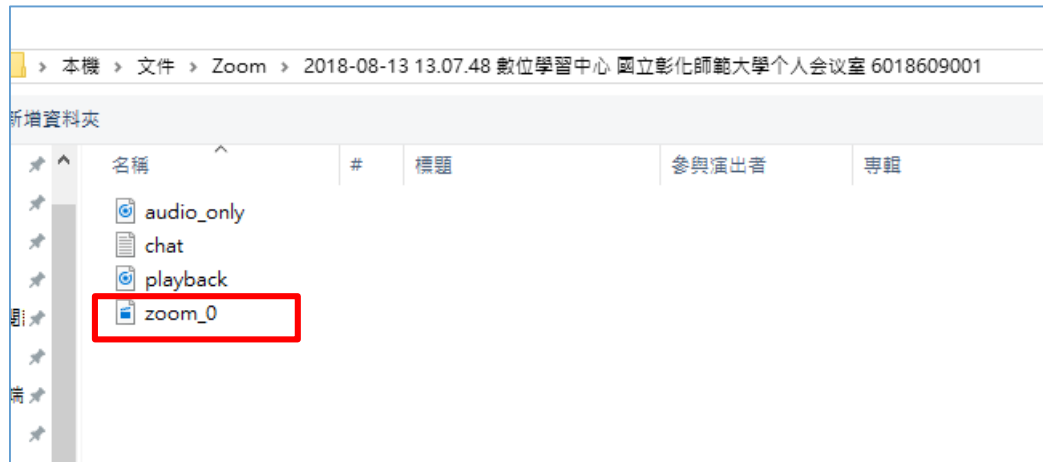 本機 › 文件 › Zoom › 2018-08-13 13.07.48 數位學習中心 國立彰化師範大學个人会议室 6018609001
新增資料夾
名稱 # 標題 參與演出者 專輯
audio_only
chat
playback
zoom_0
端